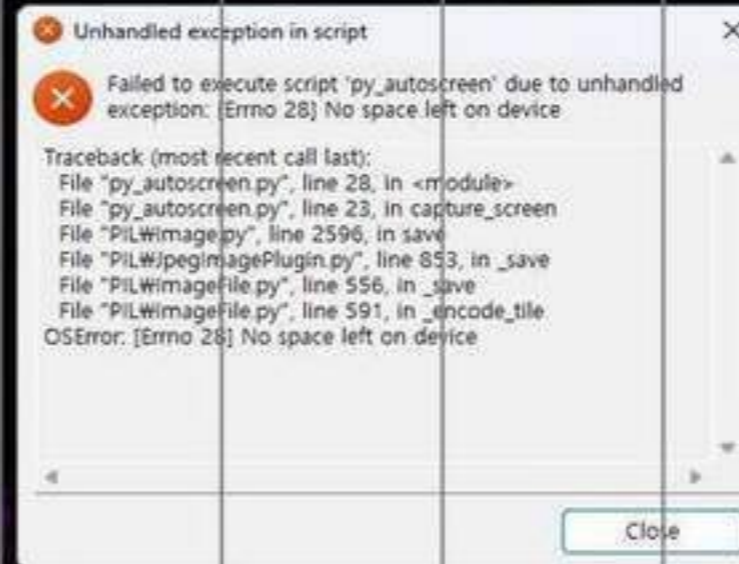 Unhandled exception in script
Failed to execute script 'py_autoscreen' due to unhandled
exception: [Errno 28] No space left on device
Traceback (most recent call last):
File "py_autoscreen.py", line 28, in <module>
File "py_autoscreen.py", line 23, in capture_screen
File "PIL₩Image.py", line 2596, in save
File "PIL₩JpegImagePlugin.py", line 853, in _save
File "PIL₩ImageFile.py", line 556, in _save
File "PIL₩ImageFile.py", line 591, in _encode_tile
OSError: [Errno 28] No space left on device
Close